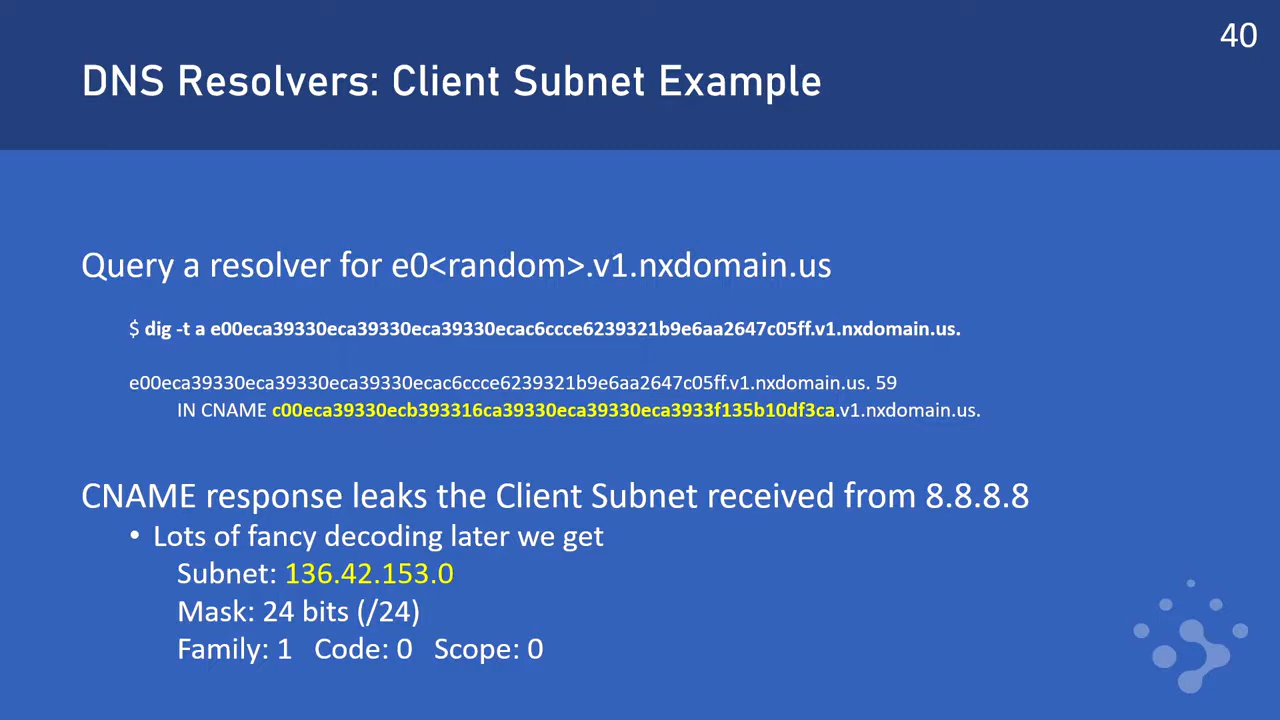 40
DNS Resolvers: Client Subnet Example
Query a resolver for e0<random>.v1.nxdomain.us
$ dig -t a e00eca39330eca39330eca39330ecac6ccce6239321b9e6aa2647c05ff.v1.nxdomain.us.
e00eca39330eca39330eca39330ecac6ccce6239321b9e6aa2647c05ff.v1.nxdomain.us. 59
IN CNAME c00eca39330ecb393316ca39330eca39330eca3933f135b10df3ca.v1.nxdomain.us.
CNAME response leaks the Client Subnet received from 8.8.8.8
• Lots of fancy decoding later we get
Subnet: 136.42.153.0
Mask: 24 bits (/24)
Family: 1 Code: 0 Scope: 0